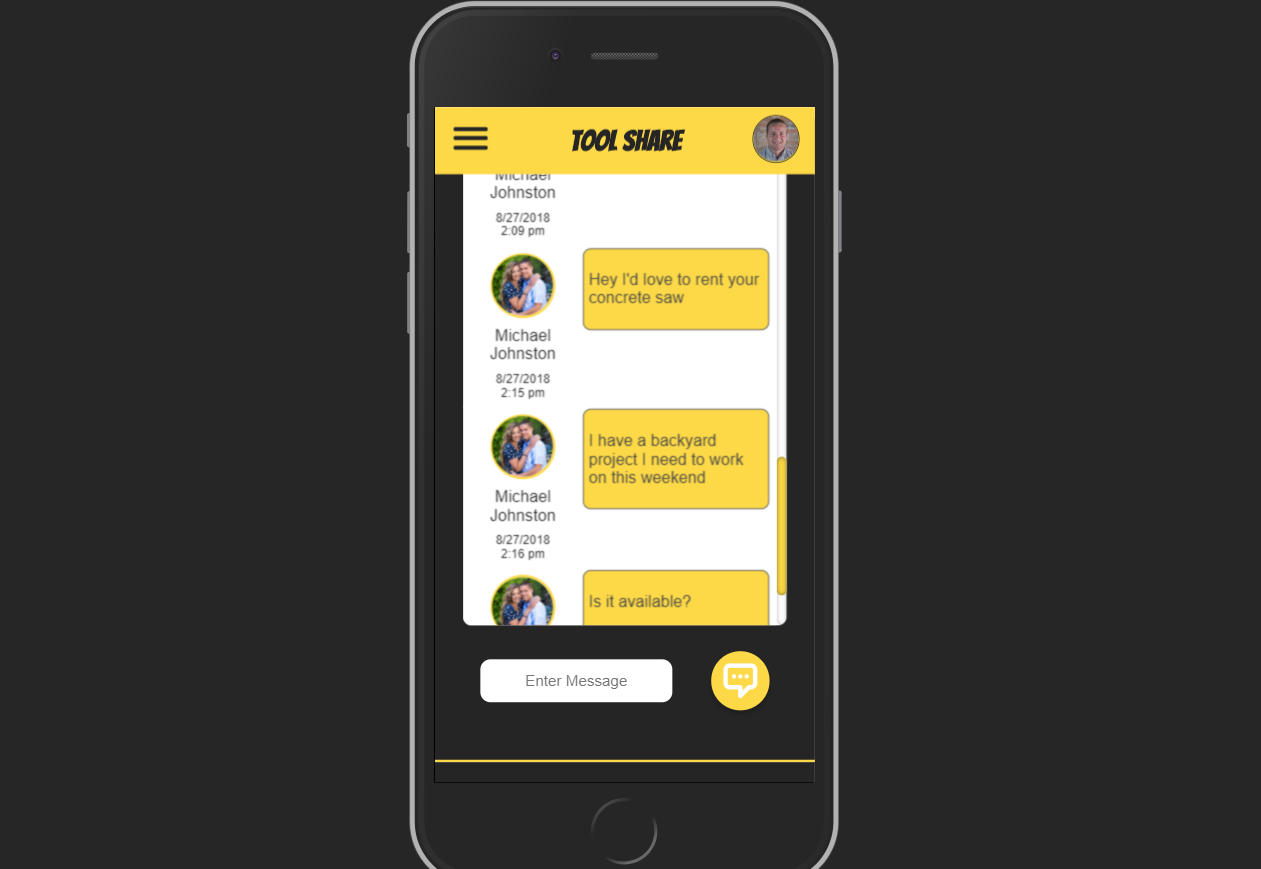 TOOL SHARE
Michael
Johnston
8/27/2018
2:09 pm
Hey I'd love to rent your
concrete saw
Michael
Johnston
8/27/2018
2:15 pm
I have a backyard
project I need to work
on this weekend
Michael
Johnston
8/27/2018
2:16 pm
Is it available?
Enter Message